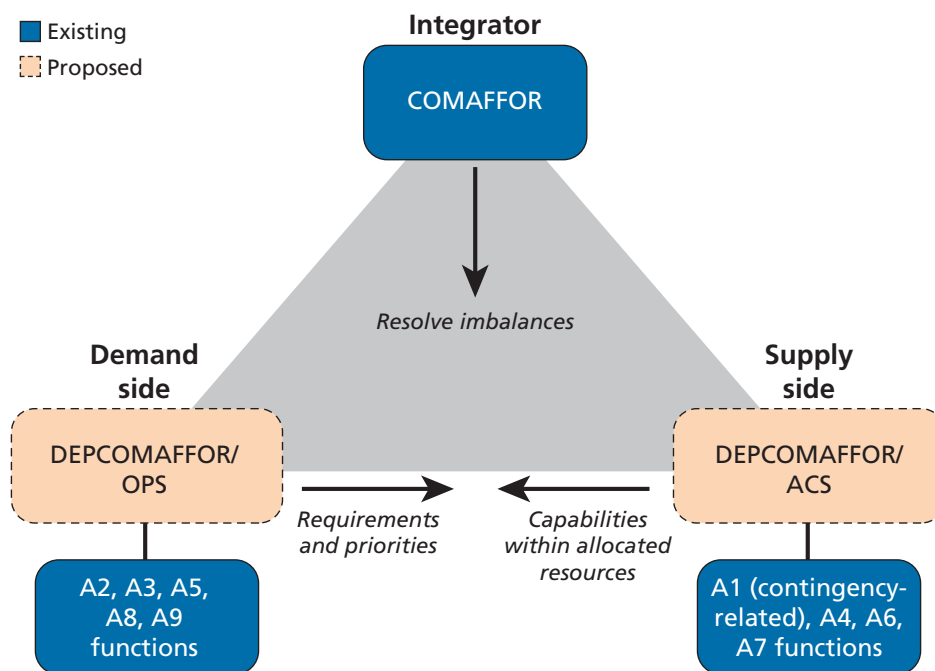 Existing
Proposed
Integrator
COMAFFOR
Resolve imbalances
Demand
side
Supply
side
DEPCOMAFFOR/
OPS
DEPCOMAFFOR/
ACS
Requirements
and priorities
Capabilities
within allocated
resources
A2, A3, A5,
A8, A9
functions
A1 (contingency-
related), A4, A6,
A7 functions